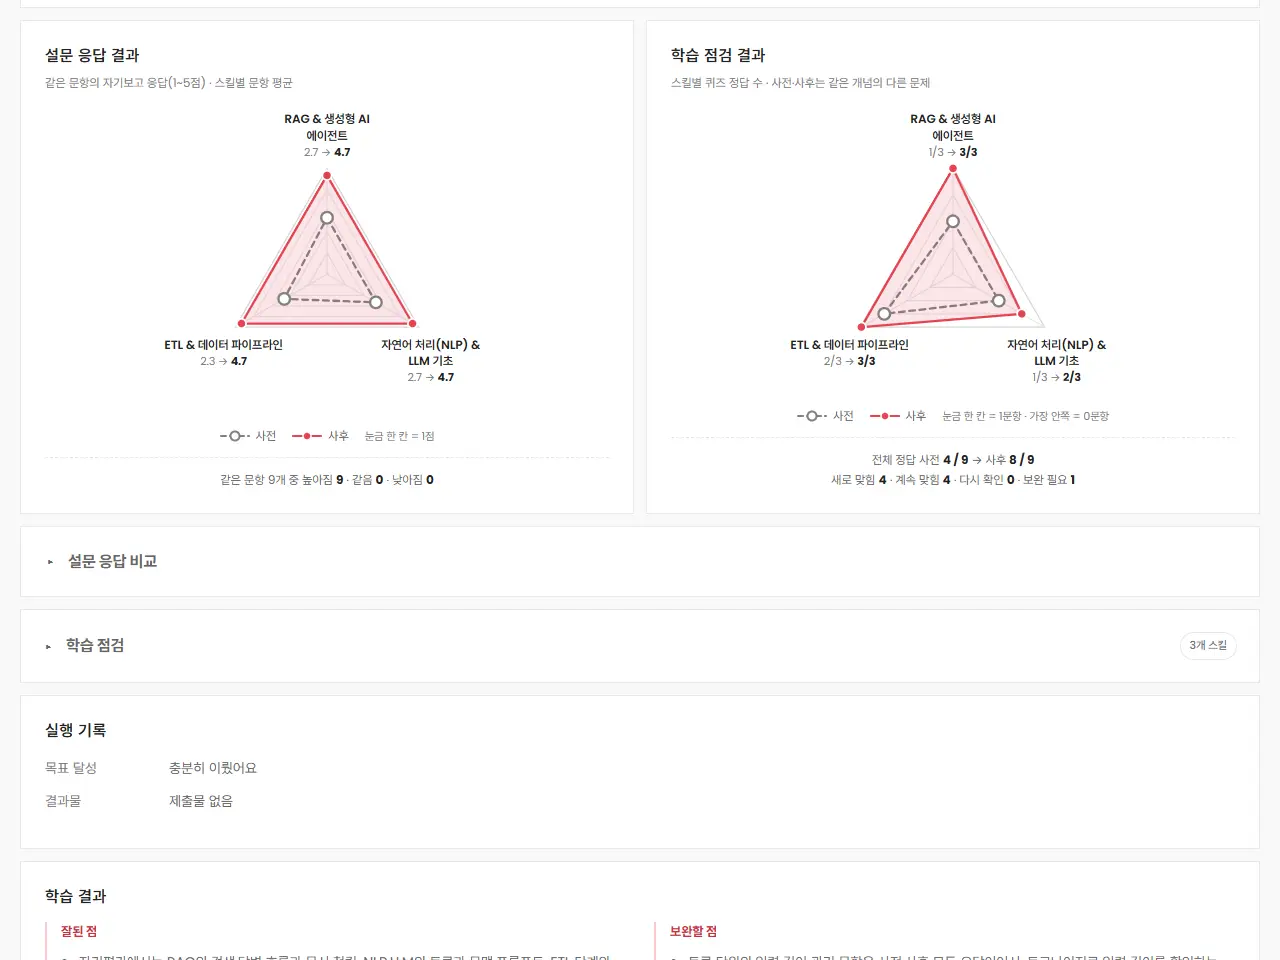 설문 응답 결과
같은 문항의 자기보고 응답(1~5점) · 스킬별 문항 평균
RAG & 생성형 AI
에이전트
2.7 → 4.7
ETL & 데이터 파이프라인
2.3 → 4.7
자연어 처리(NLP) &
LLM 기초
2.7 → 4.7
사전 사후 눈금 한 칸 = 1점
같은 문항 9개 중 높아짐 9 · 같음 0 · 낮아짐 0
학습 점검 결과
스킬별 퀴즈 정답 수 · 사전·사후는 같은 개념의 다른 문제
RAG & 생성형 AI
에이전트
1/3 → 3/3
ETL & 데이터 파이프라인
2/3 → 3/3
자연어 처리(NLP) &
LLM 기초
1/3 → 2/3
사전 사후 눈금 한 칸 = 1문항 · 가장 안쪽 = 0문항
전체 정답 사전 4 / 9 → 사후 8 / 9
새로 맞힘 4 · 계속 맞힘 4 · 다시 확인 0 · 보완 필요 1
설문 응답 비교
학습 점검
3개 스킬
실행 기록
목표 달성 충분히 이뤘어요
결과물 제출물 없음
학습 결과
잘된 점
보완할 점